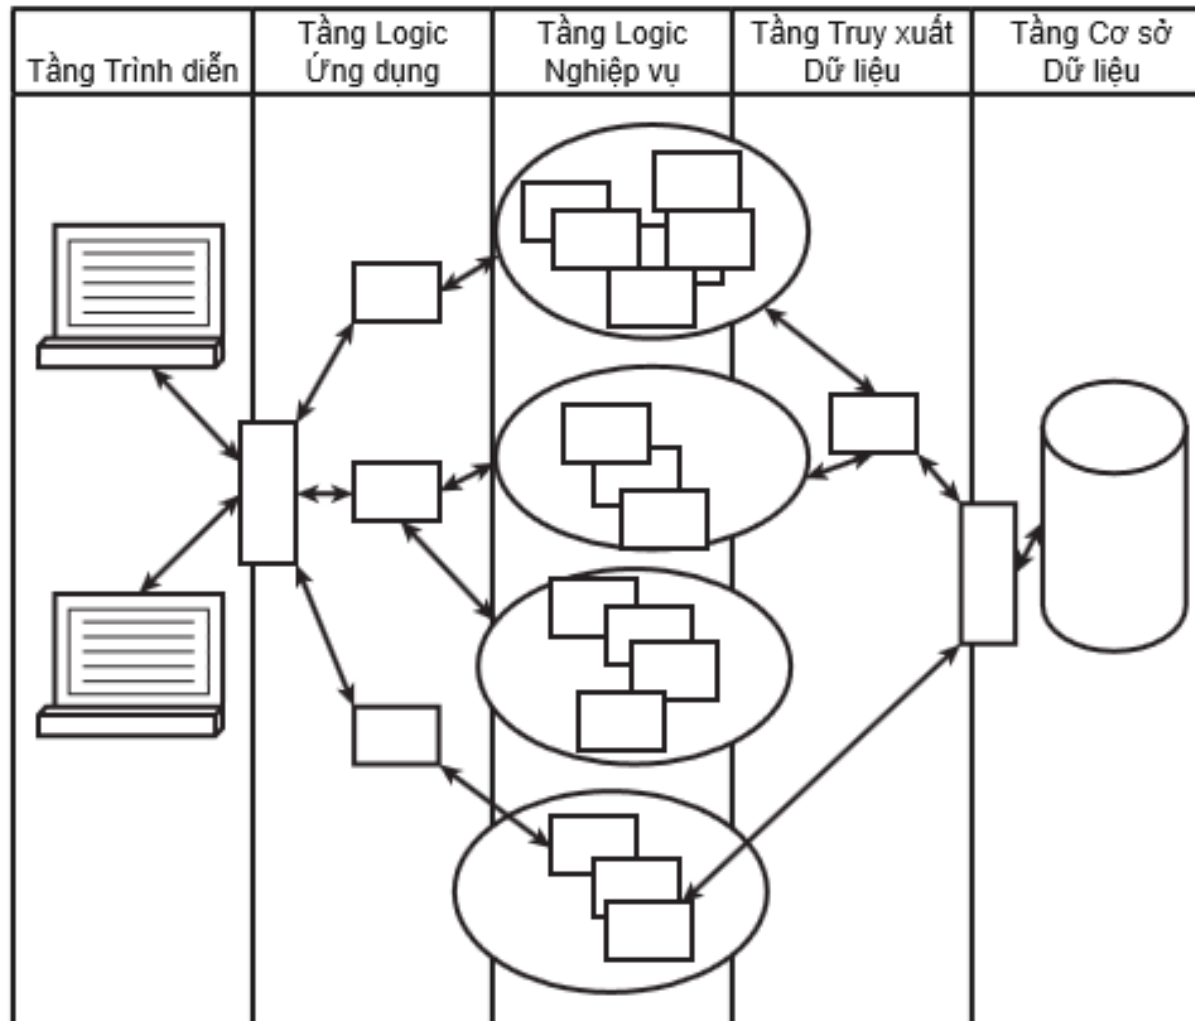 Tầng Trình diễn
Tầng Logic
Ứng dụng
Tầng Logic
Nghiệp vụ
Tầng Truy xuất
Dữ liệu
Tầng Cơ sở
Dữ liệu